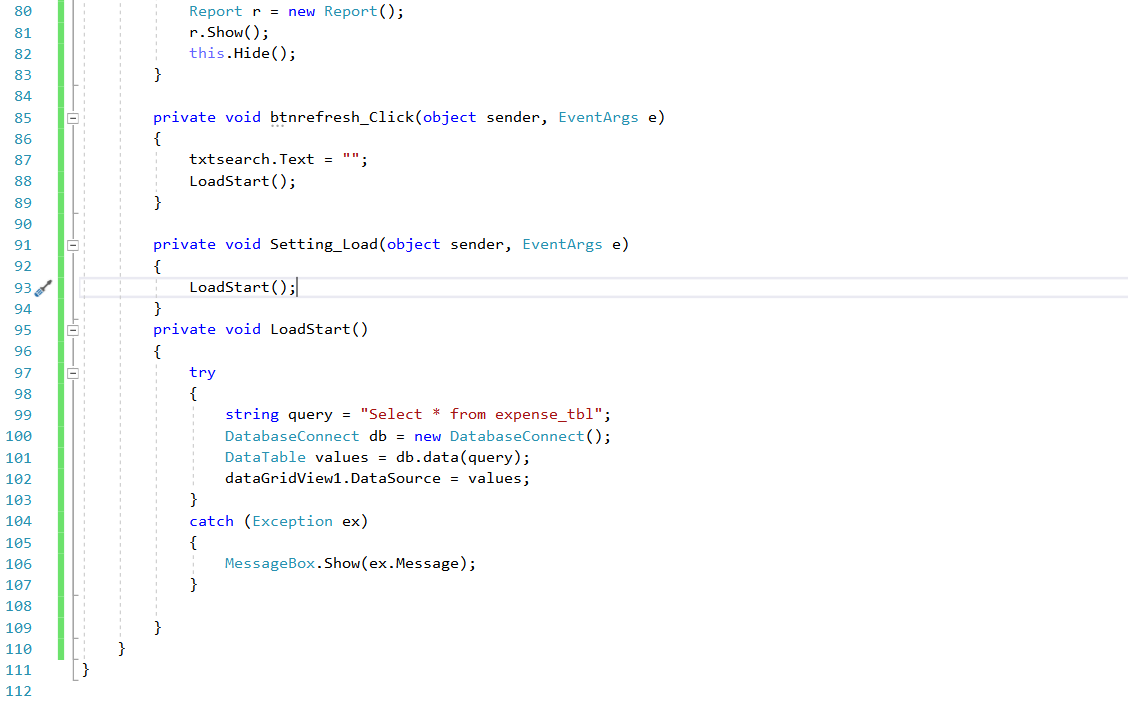 80 Report r = new Report();
81 r.Show();
82 this.Hide();
83 }
84
85 private void btnrefresh_Click(object sender, EventArgs e)
86 {
87 txtsearch.Text = "";
88 LoadStart();
89 }
90
91 private void Setting_Load(object sender, EventArgs e)
92 {
93 LoadStart();
94 }
95 private void LoadStart()
96 {
97 try
98 {
99 string query = "Select * from expense_tbl";
100 DatabaseConnect db = new DatabaseConnect();
101 DataTable values = db.data(query);
102 dataGridView1.DataSource = values;
103 }
104 catch (Exception ex)
105 {
106 MessageBox.Show(ex.Message);
107 }
108
109 }
110 }
111 }
112